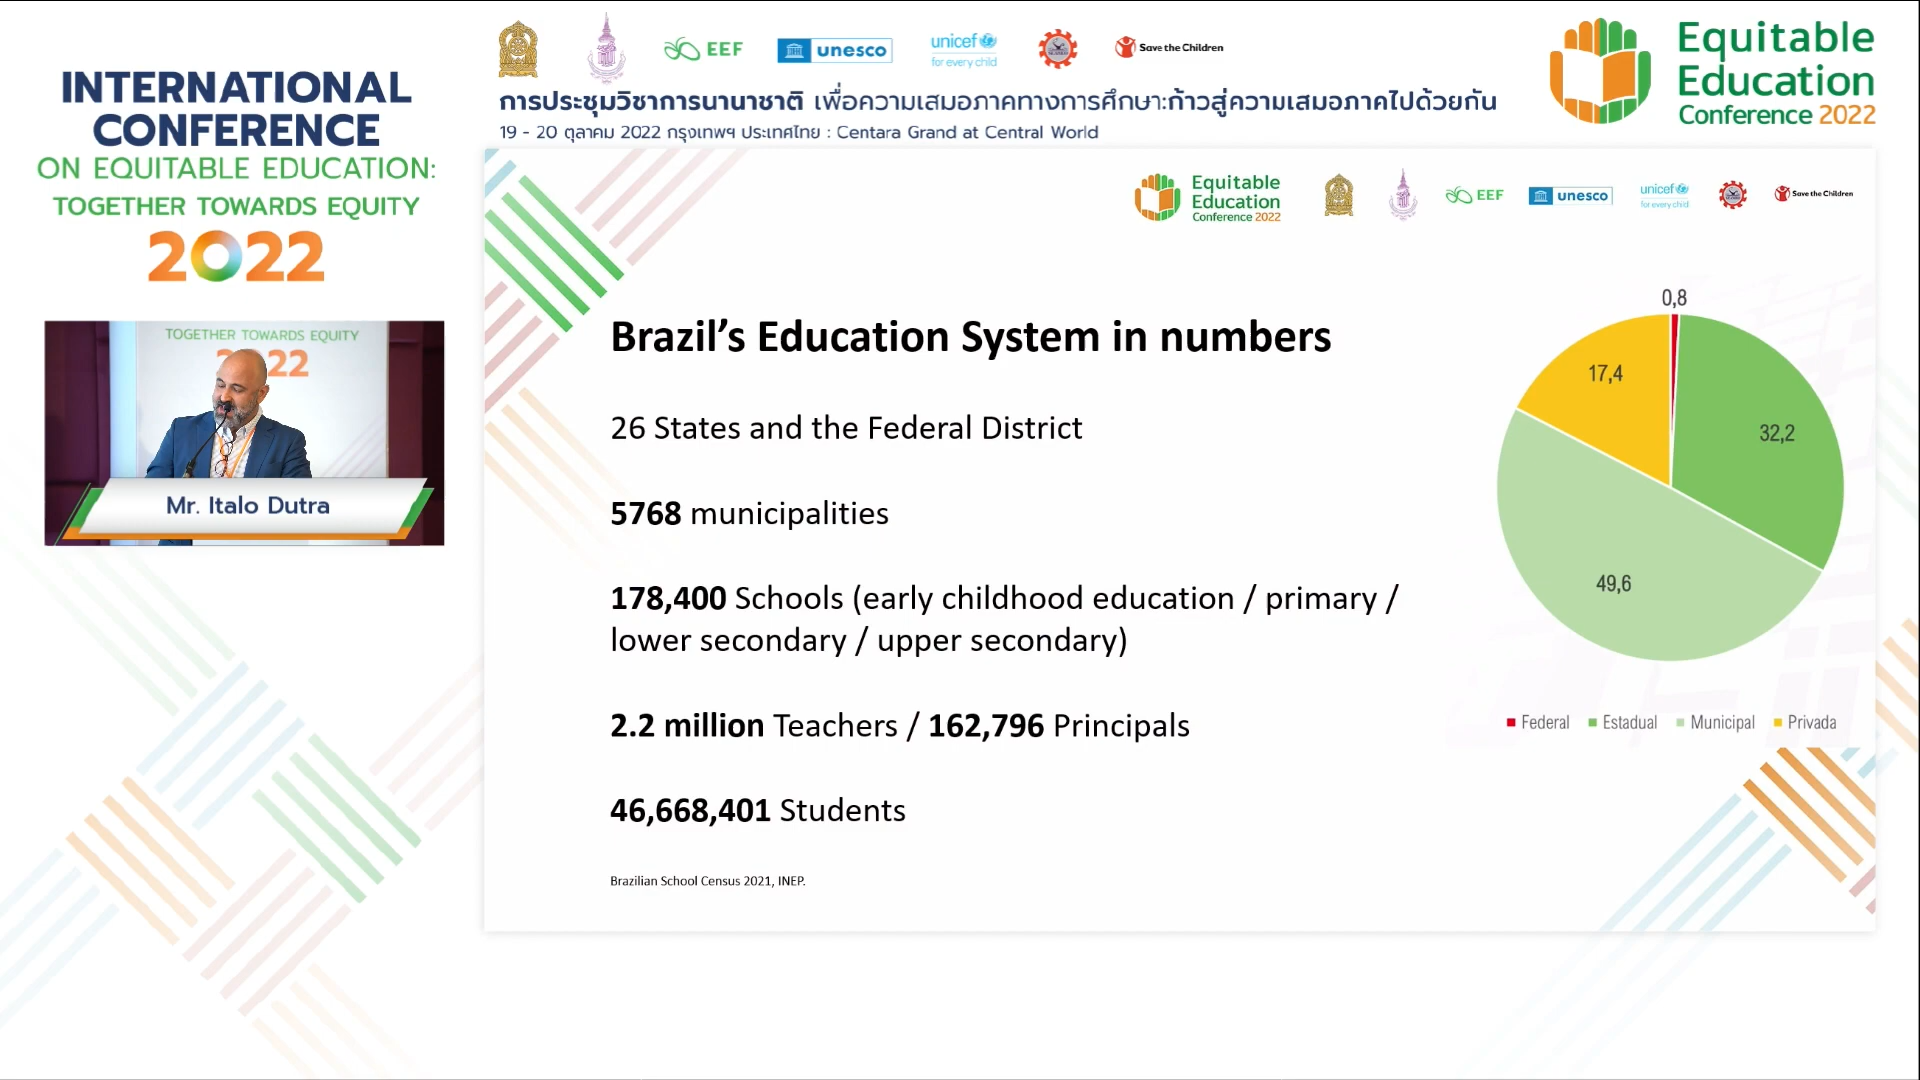 INTERNATIONAL
CONFERENCE
ON EQUITABLE EDUCATION:
TOGETHER TOWARDS EQUITY
2022
EEF
unesco
unicef
for every child
Save the Children
การประชุมวิชาการนานาชาติ เพื่อความเสมอภาคทางการศึกษา:ก้าวสู่ความเสมอภาคไปด้วยกัน
19 - 20 ตุลาคม 2022 กรุงเทพฯ ประเทศไทย : Centara Grand at Central World
Equitable
Education
Conference 2022
TOGETHER TOWARDS EQUITY
22
Mr. Italo Dutra
Equitable
Education
Conference 2022
EEF
unesco
unicef
for every child
Save the Children
Brazil’s Education System in numbers
26 States and the Federal District
5768 municipalities
178,400 Schools (early childhood education / primary /
lower secondary / upper secondary)
2.2 million Teachers / 162,796 Principals
46,668,401 Students
Brazilian School Census 2021, INEP.
0,8
17,4
32,2
49,6
Federal Estadual Municipal Privada